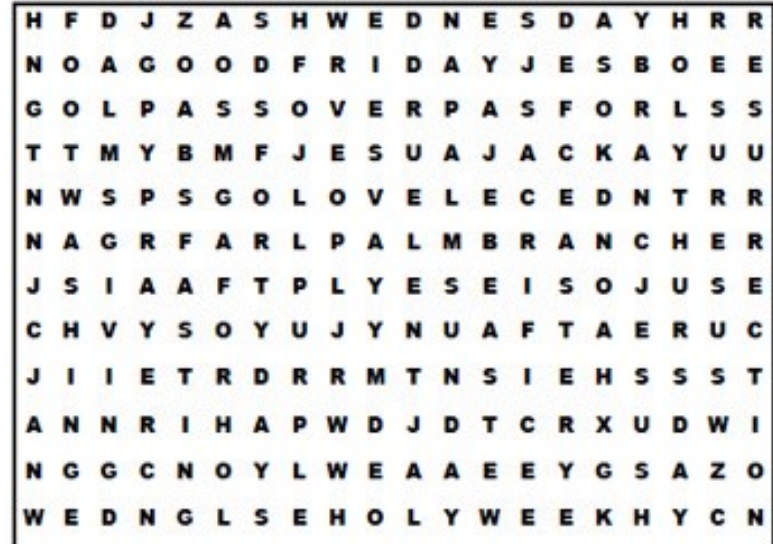 H F D J Z A S H W E D N E S D A Y H R R
N O A G O O D F R I D A Y J E S B O E E
G O L P A S S O V E R P A S F O R L S S
T T M Y B M F J E S U A J A C K A Y U U
N W S P S G O L O V E L E C E D N T R R
N A G R F A R L P A L M B R A N C H E R
J S I A A F T P L Y E S E I S O J U S E
C H V Y S O Y U J Y N U A F T A E R U C
J I I E T R D R R M T N S I E H S S S T
A N N R I H A P W D J D T C R X U D W I
N G G C N O Y L W E A A E E Y G S A Z O
W E D N G L S E H O L Y W E E K H Y C N